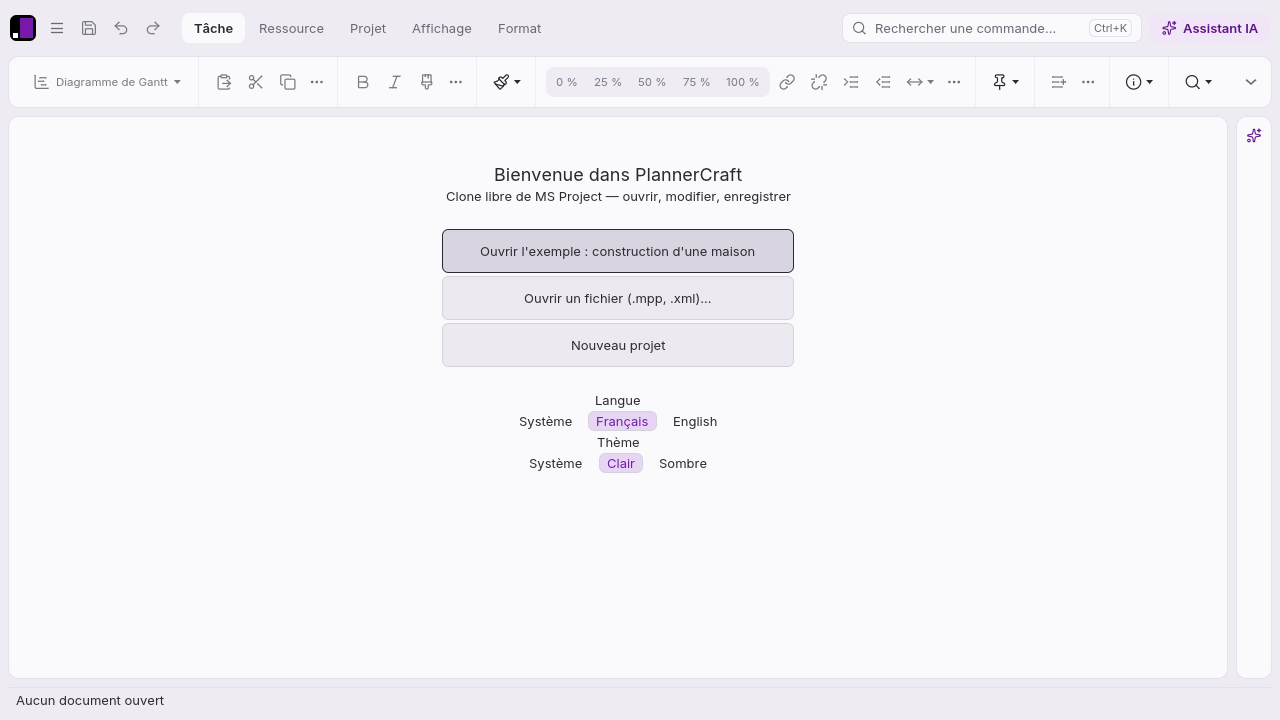 Tâche Ressource Projet Affichage Format Rechercher une commande... Ctrl+K Assistant IA
Diagramme de Gantt 0 % 25 % 50 % 75 % 100 %
Bienvenue dans PlannerCraft
Clone libre de MS Project — ouvrir, modifier, enregistrer
Ouvrir l'exemple : construction d'une maison
Ouvrir un fichier (.mpp, .xml)...
Nouveau projet
Langue
Système Français English
Thème
Système Clair Sombre
Aucun document ouvert